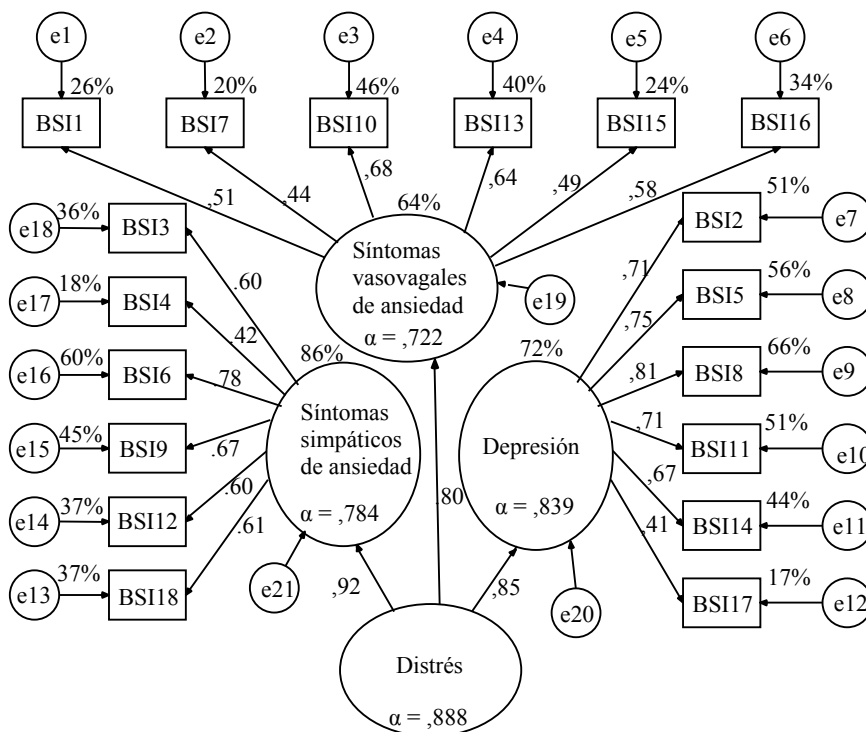 e1 e2 e3 e4 e5 e6
26% 20% 46% 40% 24% 34%
BSI1 BSI7 BSI10 BSI13 BSI15 BSI16
,51 ,44 ,68 ,64 ,49 ,58
e18 36% BSI3
64%
51% BSI2 e7
Síntomas
vasovagales
de ansiedad
α = ,722
e19
e17 18% BSI4
.60
,71
56% BSI5 e8
.42
,75
86%
72%
e16 60% BSI6
.78
,81
66% BSI8 e9
Síntomas
simpáticos
de ansiedad
α = ,784
Depresión
α = ,839
e15 45% BSI9
.67
,71
51% BSI11 e10
.60
,67
e14 37% BSI12
.61
,80
,41
44% BSI14 e11
e13 37% BSI18
e21
,92
,85
e20
17% BSI17 e12
Distrés
α = ,888